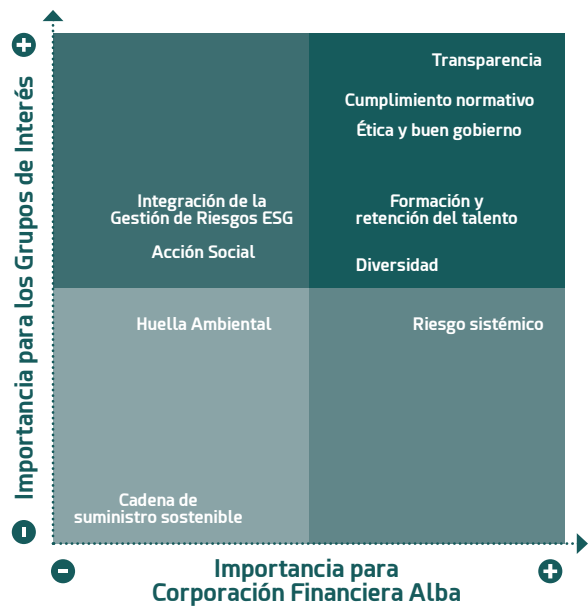 Importancia para los Grupos de Interés
Transparencia
Cumplimiento normativo
Ética y buen gobierno
Integración de la
Gestión de Riesgos ESG
Formación y
retención del talento
Acción Social
Diversidad
Huella Ambiental
Riesgo sistémico
Cadena de
suministro sostenible
Importancia para
Corporación Financiera Alba